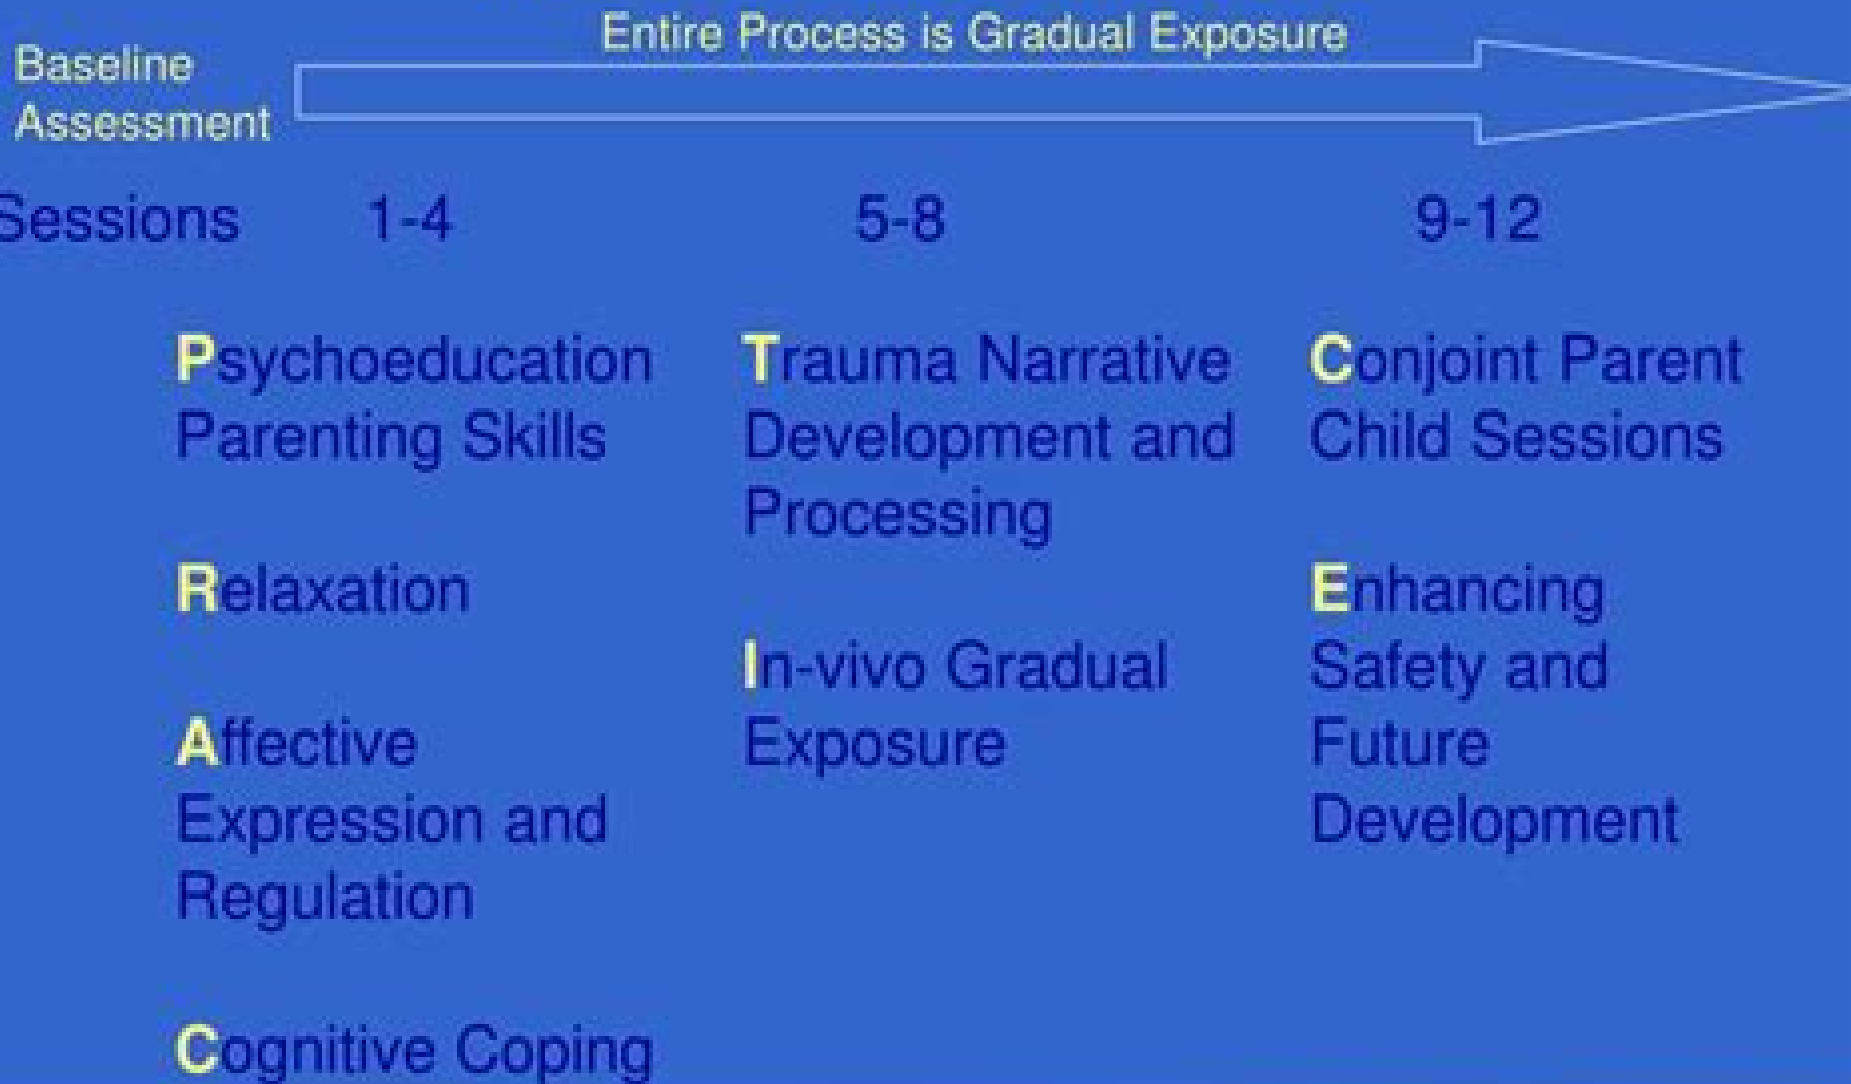 Entire Process is Gradual Exposure
Baseline
Assessment
Sessions 1-4 5-8 9-12
Psychoeducation
Parenting Skills
Relaxation
Affective
Expression and
Regulation
Cognitive Coping
Trauma Narrative
Development and
Processing
In-vivo Gradual
Exposure
Conjoint Parent
Child Sessions
Enhancing
Safety and
Future
Development